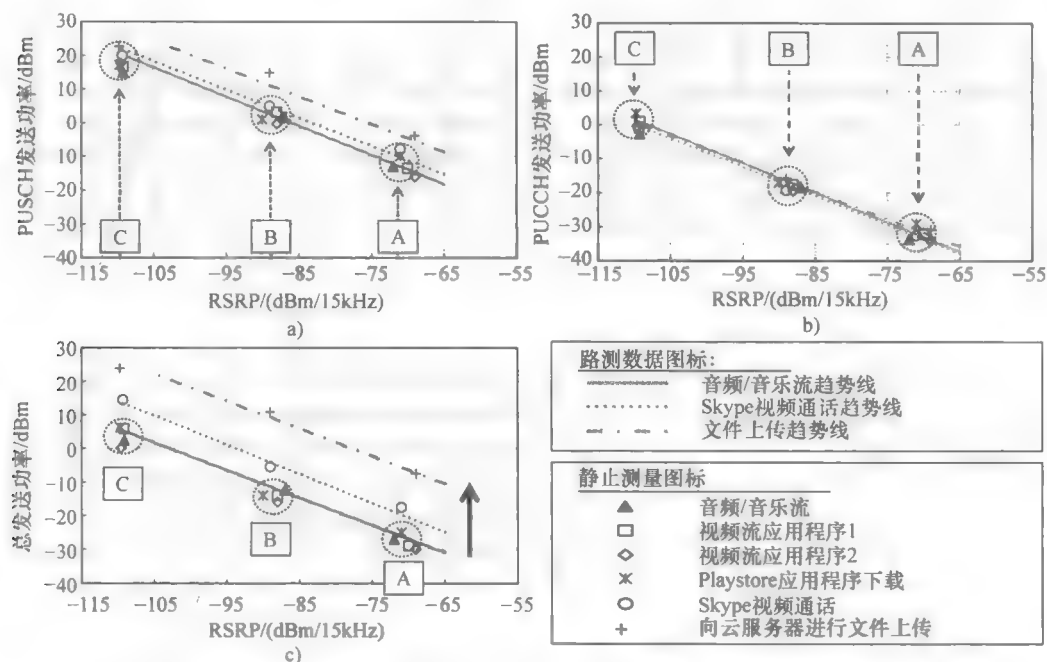 PUSCH发送功率/dBm
30
20
10
0
10
−20
−30
−40
C
B
A
−115
−105
−95
−85
−75
−65
−55
RSRP/(dBm/15kHz)
a)
PUCCH发送功率/dBm
30
20
10
0
−10
−20
−30
−40
C
B
A
−115
−105
−95
−85
−75
−65
55
RSRP/(dBm/15kHz)
b)
总发送功率/dBm
30
20
10
0
−10
−20
−30
−40
C
B
A
−115
−105
−95
−85
−75
−65
−55
RSRP/(dBm/15kHz)
c)
路测数据图标:
音频/音乐流趋势线
Skype视频通话趋势线
文件上传趋势线
静止测量图标
音频/音乐流
视频流应用程序1
视频流应用程序2
Playstore应用程序下载
Skype视频通话
向云服务器进行文件上传